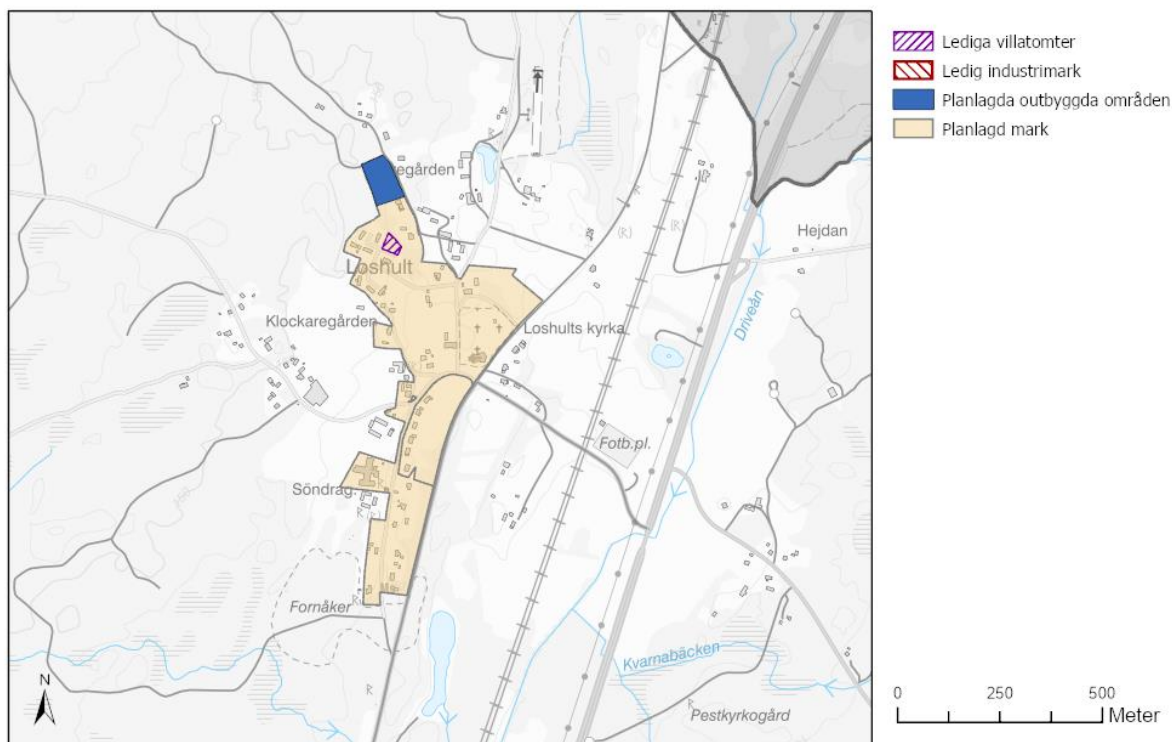 Lediga villatomter
Ledig industrimark
Planlagda outbyggda områden
Planlagd mark
egården
Hejdan
Loshult
Driveån
Klockaregården
Loshults kyrka
Fotb.pl.
Söndrag.
Fornåker
Kvarnabäcken
Pestkyrkogård
N
0 250 500
Meter